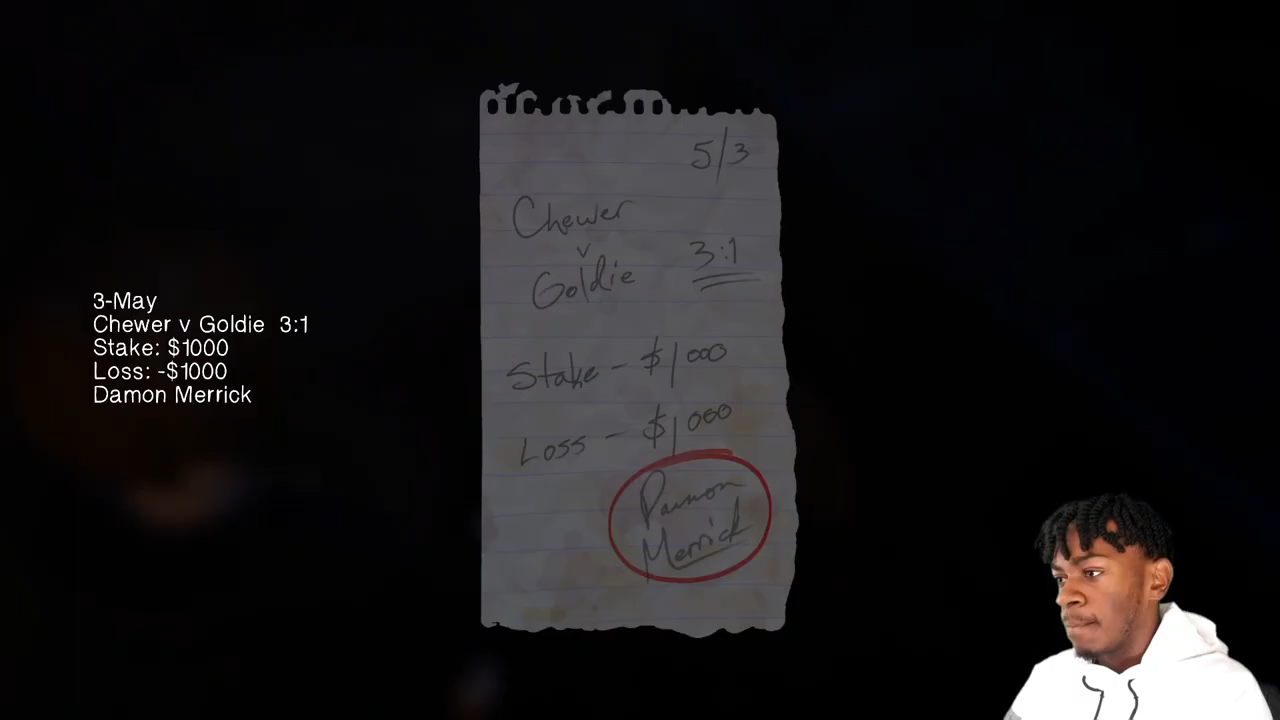 3-May
Chewer v Goldie 3:1
Stake: $1000
Loss: -$1000
Damon Merrick
5/3
Chewer
v
Goldie 3:1
Stake - $1000
Loss - $1000
Damon
Merrick